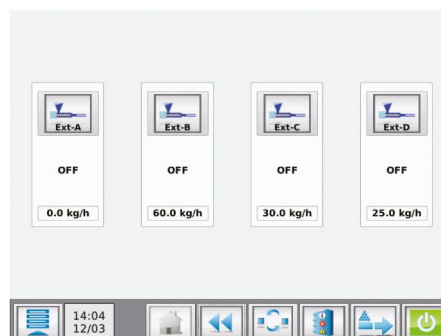 Ext-A Ext-B Ext-C Ext-D
OFF OFF OFF OFF
0.0 kg/h 60.0 kg/h 30.0 kg/h 25.0 kg/h
14:04
12/03